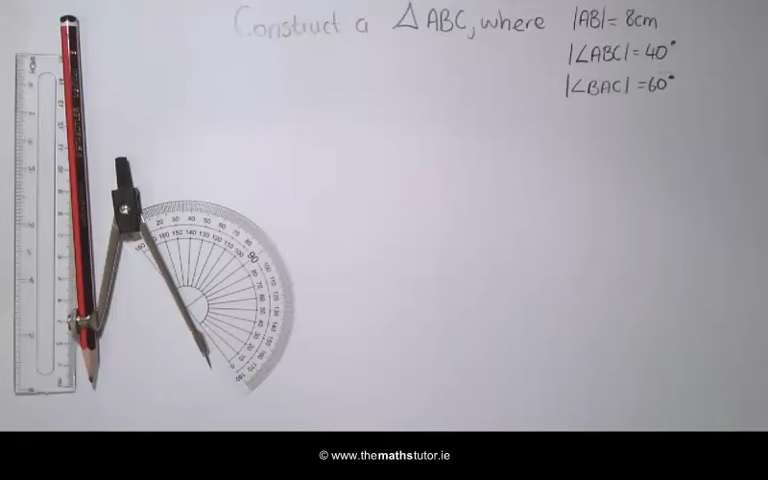 Construct a △ABC, where |AB| = 8cm
|∠ABC| = 40°
|∠BAC| = 60°
© www.themathstutor.ie